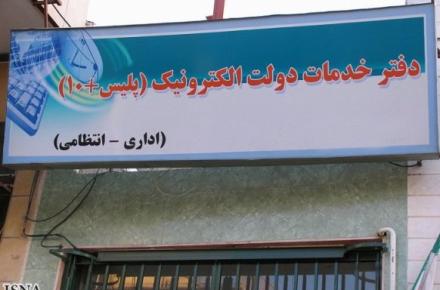 دفتر خدمات دولت الکترونیک (پلیس+۱۰)
(اداری - انتظامی)
ISNA